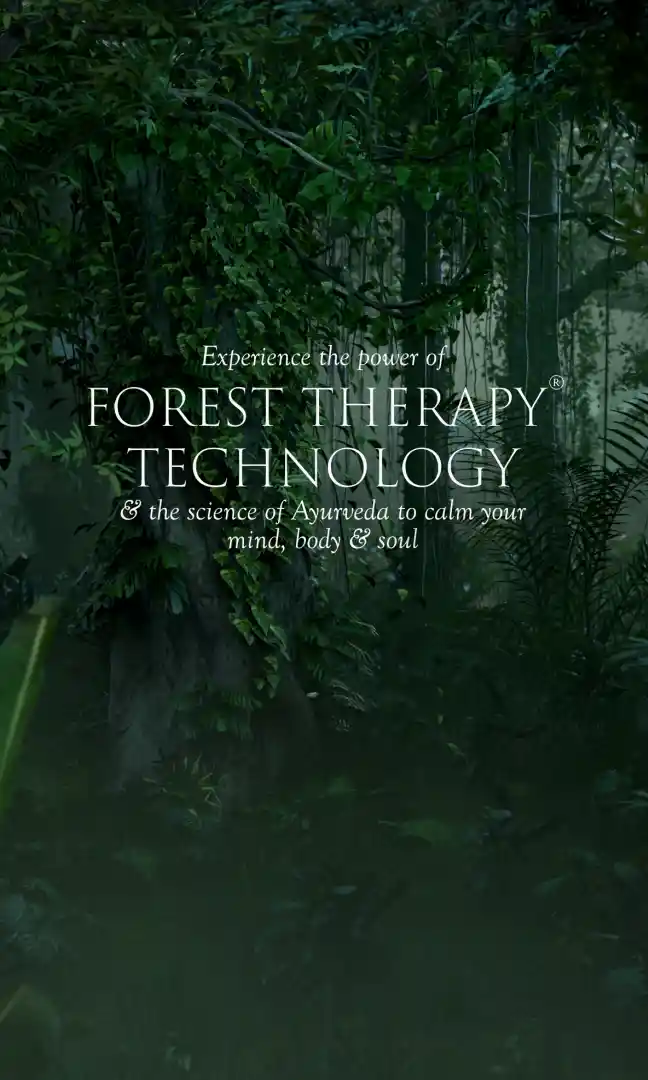 Experience the power of
FOREST THERAPY®
TECHNOLOGY
& the science of Ayurveda to calm your
mind, body & soul